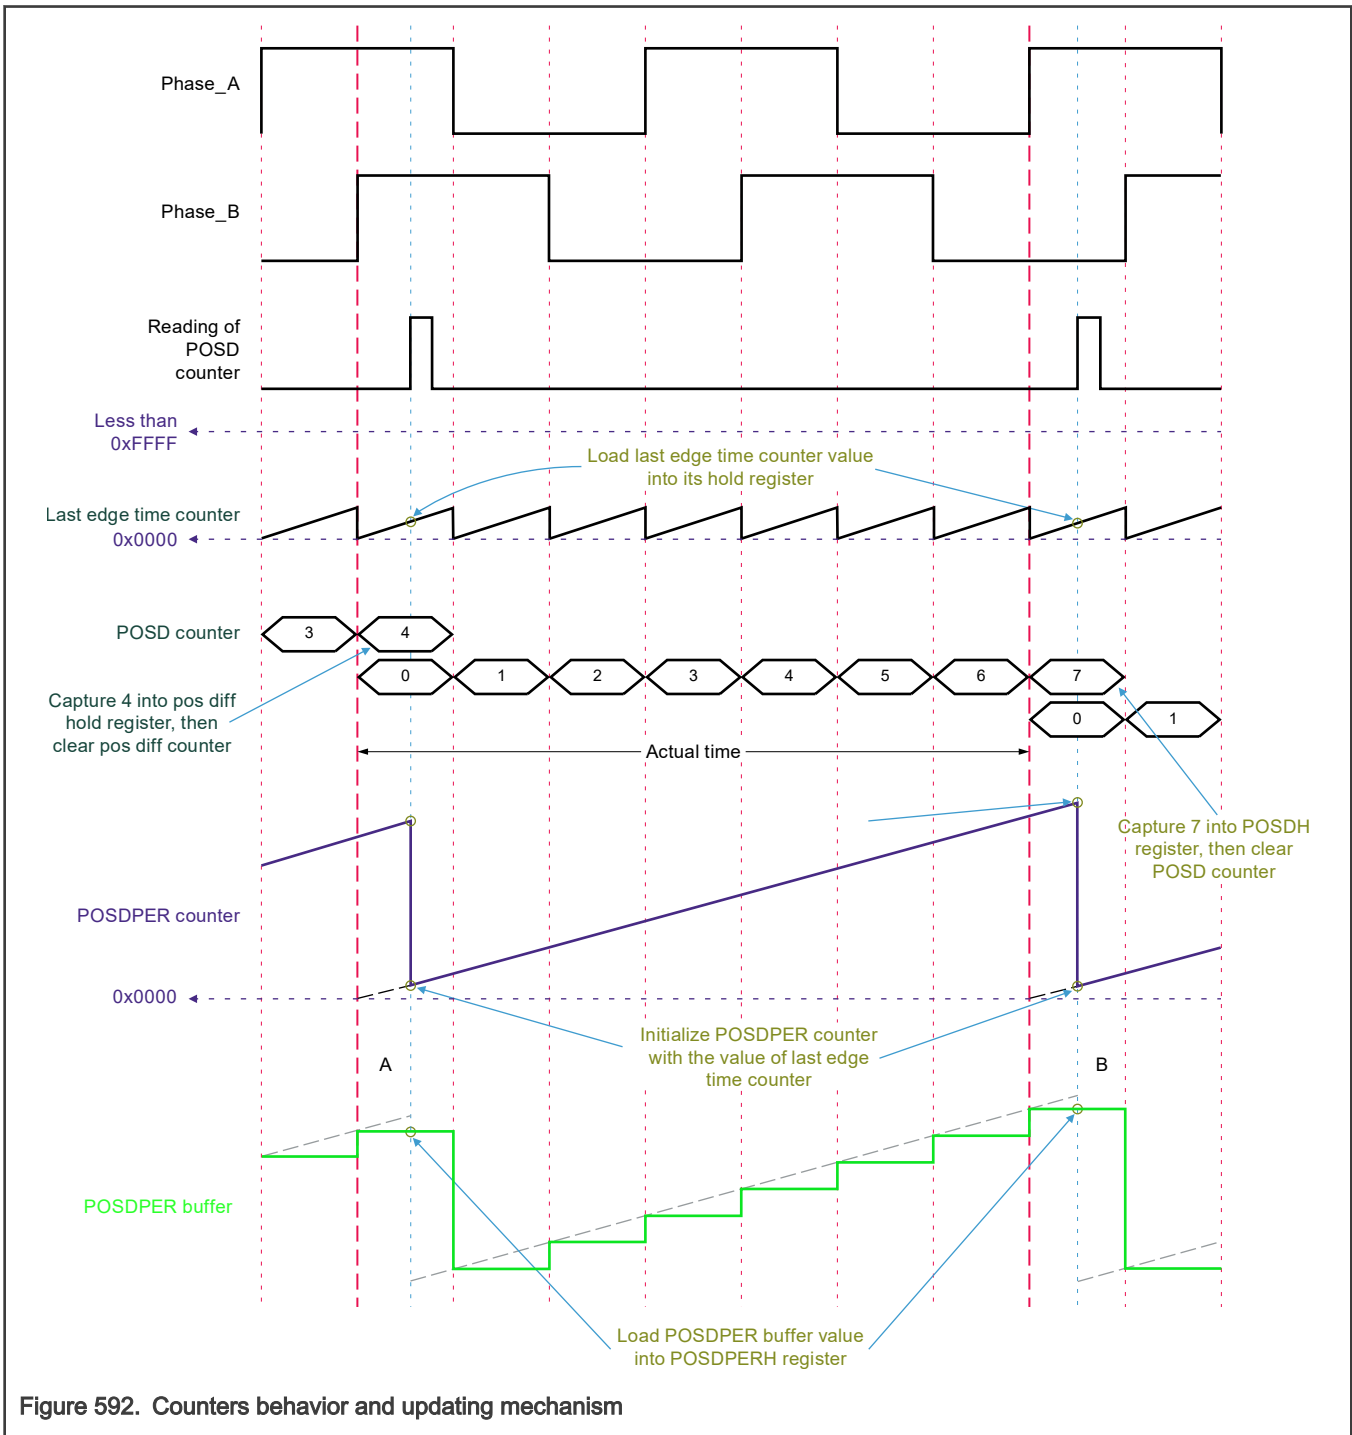 Phase_A
Phase_B
Reading of
POSD
counter
Less than
0xFFFF
Load last edge time counter value
into its hold register
Last edge time counter
0x0000
POSD counter
3
4
0
1
2
3
4
5
6
7
0
1
Capture 4 into pos diff
hold register, then
clear pos diff counter
Actual time
Capture 7 into POSDH
register, then clear
POSD counter
POSDPER counter
0x0000
Initialize POSDPER counter
with the value of last edge
time counter
A
B
POSDPER buffer
Load POSDPER buffer value
into POSDPERH register
Figure 592. Counters behavior and updating mechanism